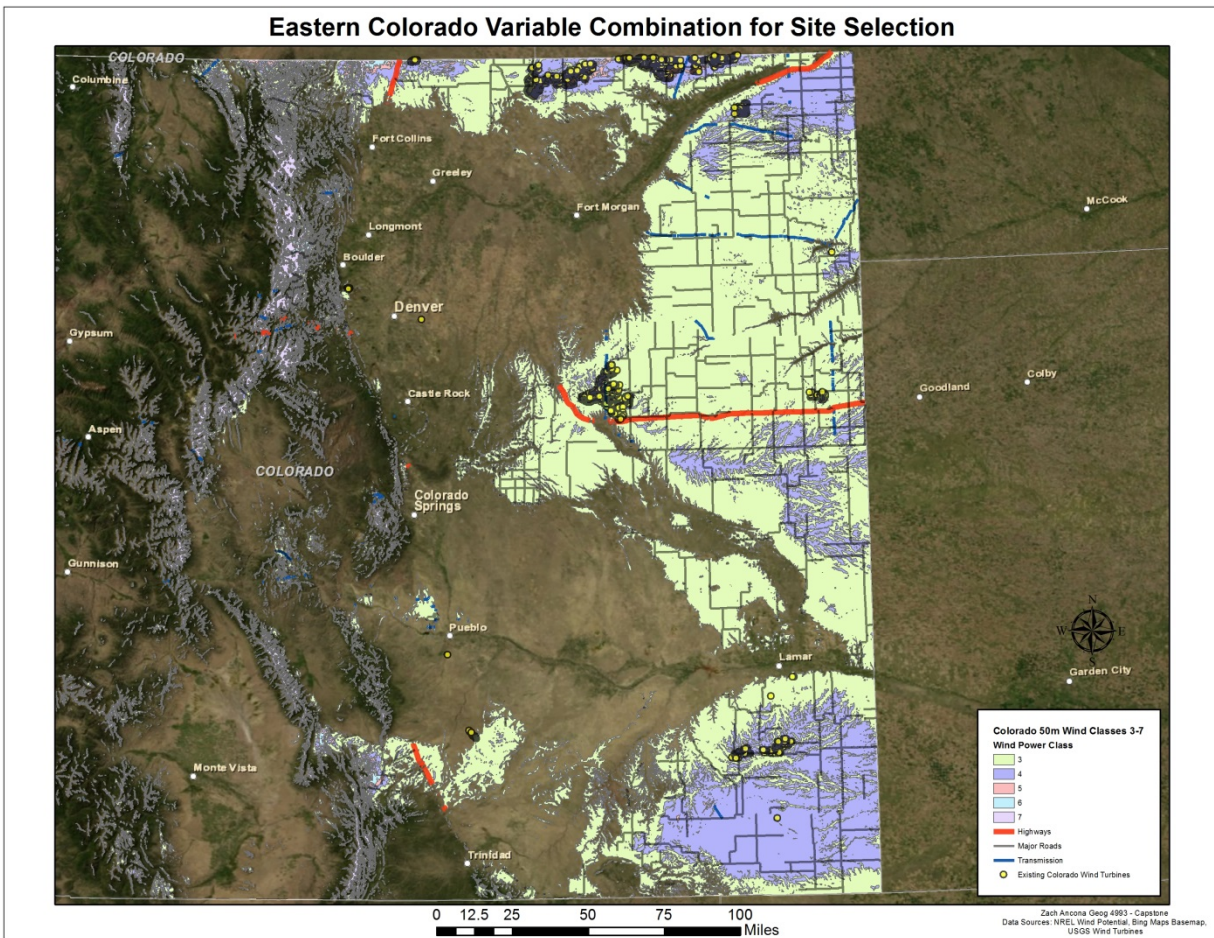 Eastern Colorado Variable Combination for Site Selection
COLORADO
Columbine
Fort Collins
Greeley
McCook
Fort Morgan
Longmont
Boulder
Denver
Gypsum
Goodland
Colby
Castle Rock
Aspen
COLORADO
Colorado
Springs
Gunnison
N
W
E
S
Pueblo
Lamar
Garden City
Monte Vista
Trinidad
Colorado 50m Wind Classes 3-7
Wind Power Class
3
4
5
6
7
Highways
Major Roads
Transmission
Existing Colorado Wind Turbines
0 12.5 25 50 75 100
Miles
Zach Ancona Geog 4993 - Capstone
Data Sources: NREL Wind Potential, Bing Maps Basemap,
USGS Wind Turbines